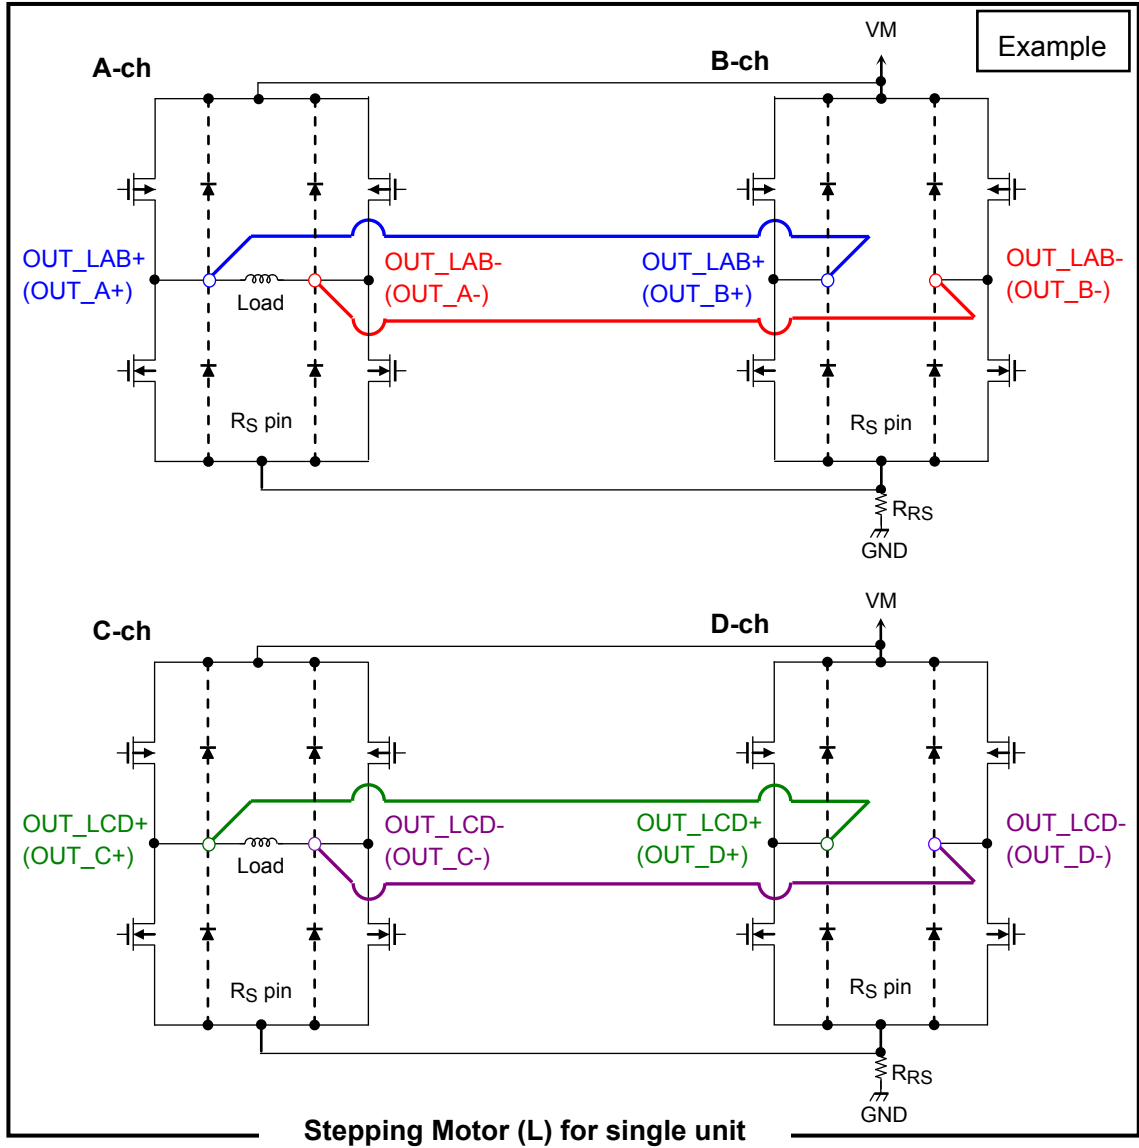 Example
VM
A-ch
B-ch
OUT_LAB+
(OUT_A+)
Load
OUT_LAB-
(OUT_A-)
OUT_LAB+
(OUT_B+)
OUT_LAB-
(OUT_B-)
RS pin
RS pin
RRS
GND
VM
C-ch
D-ch
OUT_LCD+
(OUT_C+)
Load
OUT_LCD-
(OUT_C-)
OUT_LCD+
(OUT_D+)
OUT_LCD-
(OUT_D-)
RS pin
RS pin
RRS
GND
Stepping Motor (L) for single unit